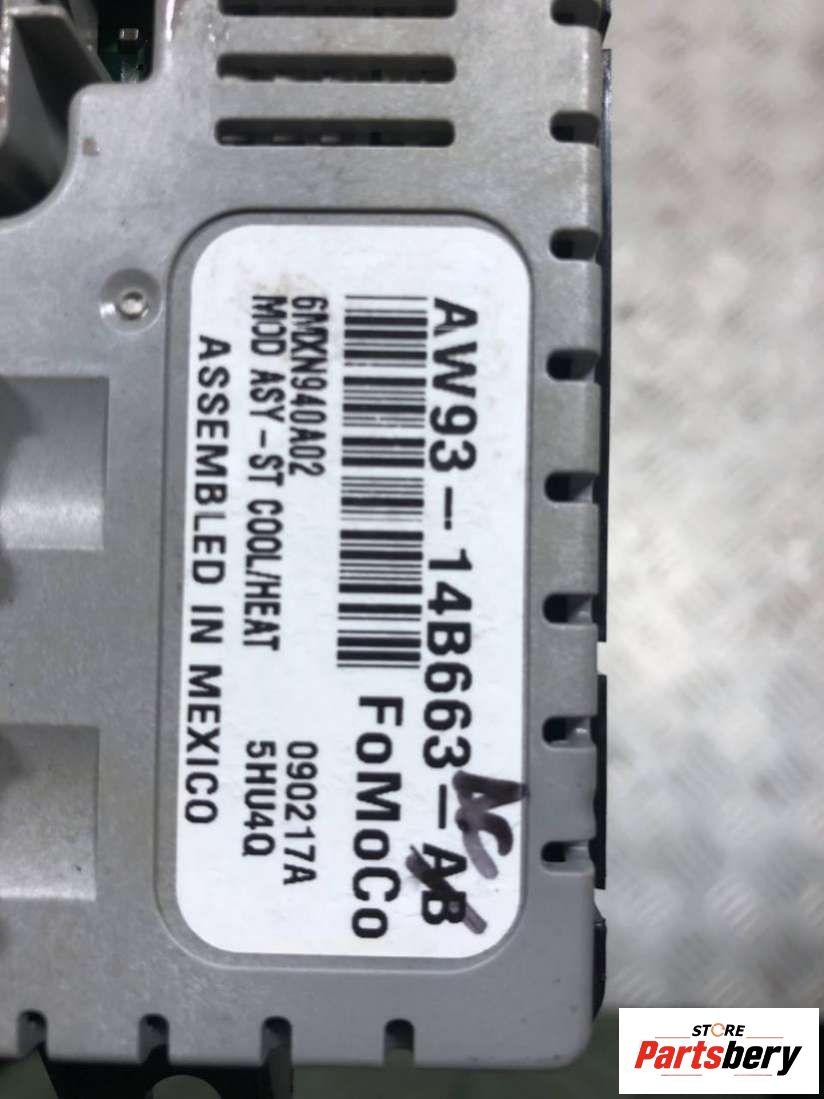 AW93-14B663-AB
AC
FoMoCo
6MXN940A02
090217A
MOD ASY-ST COOL/HEAT
5HU4Q
ASSEMBLED IN MEXICO
STORE
Partsbery